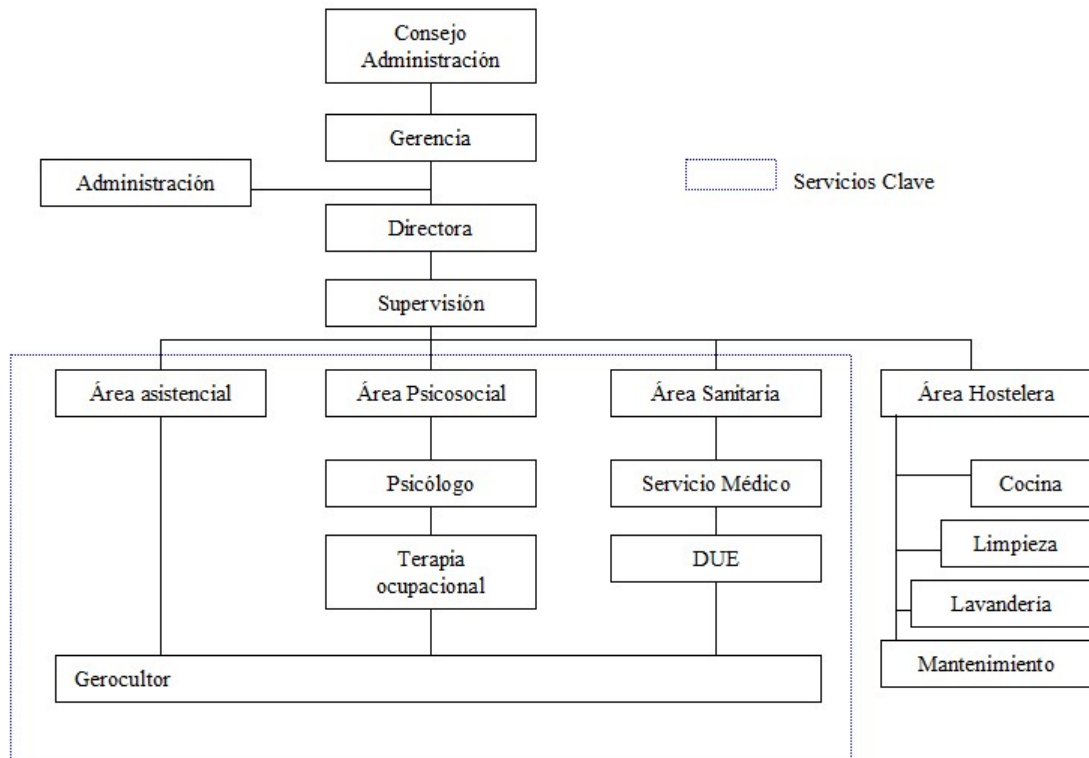 Consejo
Administración
Gerencia
Administración
Servicios Clave
Directora
Supervisión
Área asistencial
Área Psicosocial
Área Sanitaria
Área Hostelera
Psicólogo
Servicio Médico
Cocina
Terapia
ocupacional
DUE
Limpieza
Lavanderia
Gerocultor
Mantenimiento